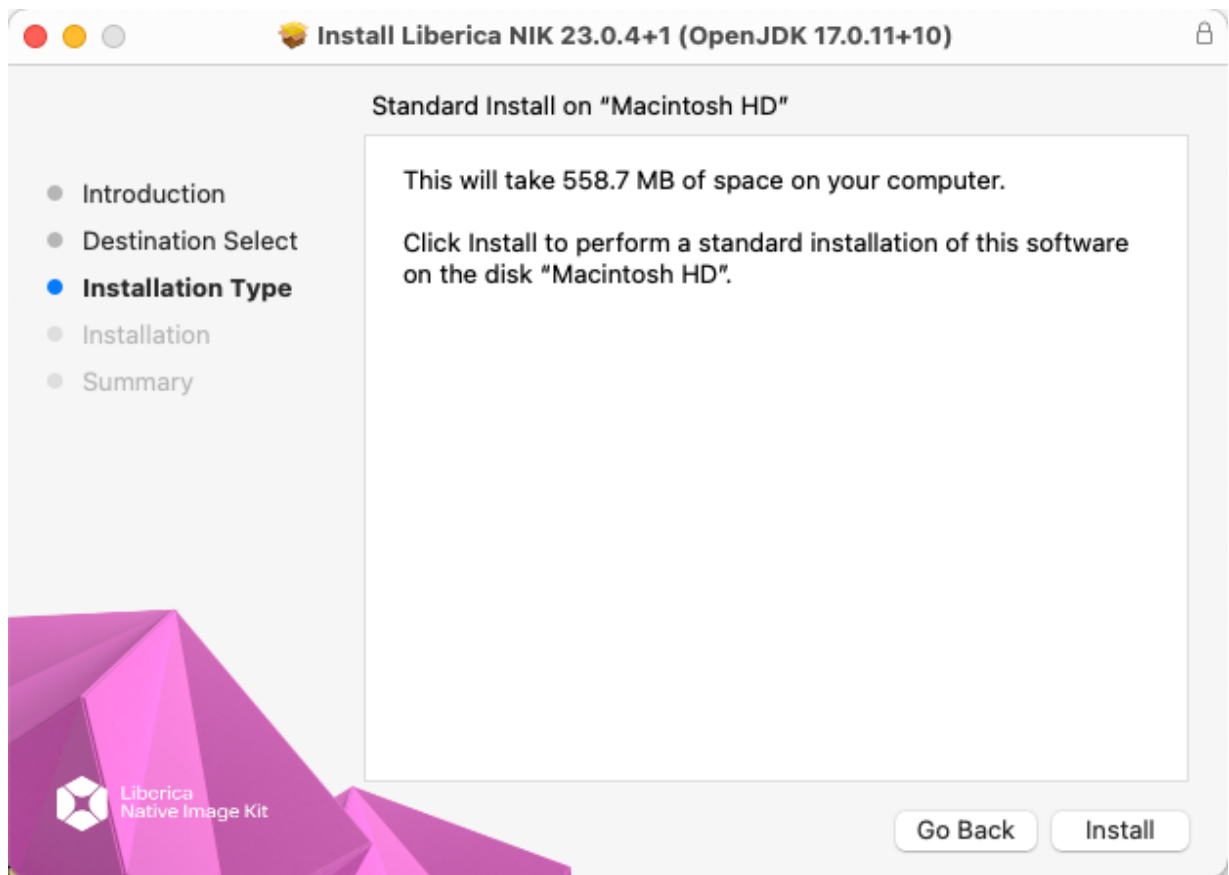 Install Liberica NIK 23.0.4+1 (OpenJDK 17.0.11+10)
Standard Install on “Macintosh HD”
Introduction
Destination Select
Installation Type
Installation
Summary
This will take 558.7 MB of space on your computer.
Click Install to perform a standard installation of this software
on the disk “Macintosh HD”.
Liberica
Native Image Kit
Go Back
Install